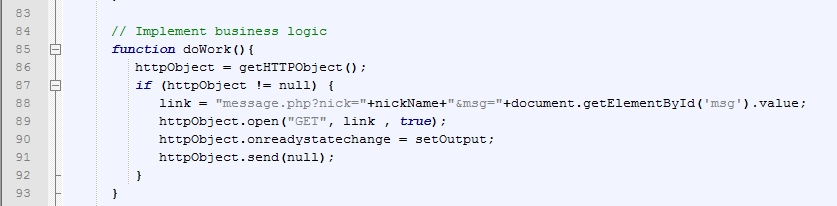 83
84 // Implement business logic
85 function doWork(){
86 httpObject = getHTTPObject();
87 if (httpObject != null) {
88 link = "message.php?nick="+nickName+"&msg="+document.getElementById('msg').value;
89 httpObject.open("GET", link , true);
90 httpObject.onreadystatechange = setOutput;
91 httpObject.send(null);
92 }
93 }